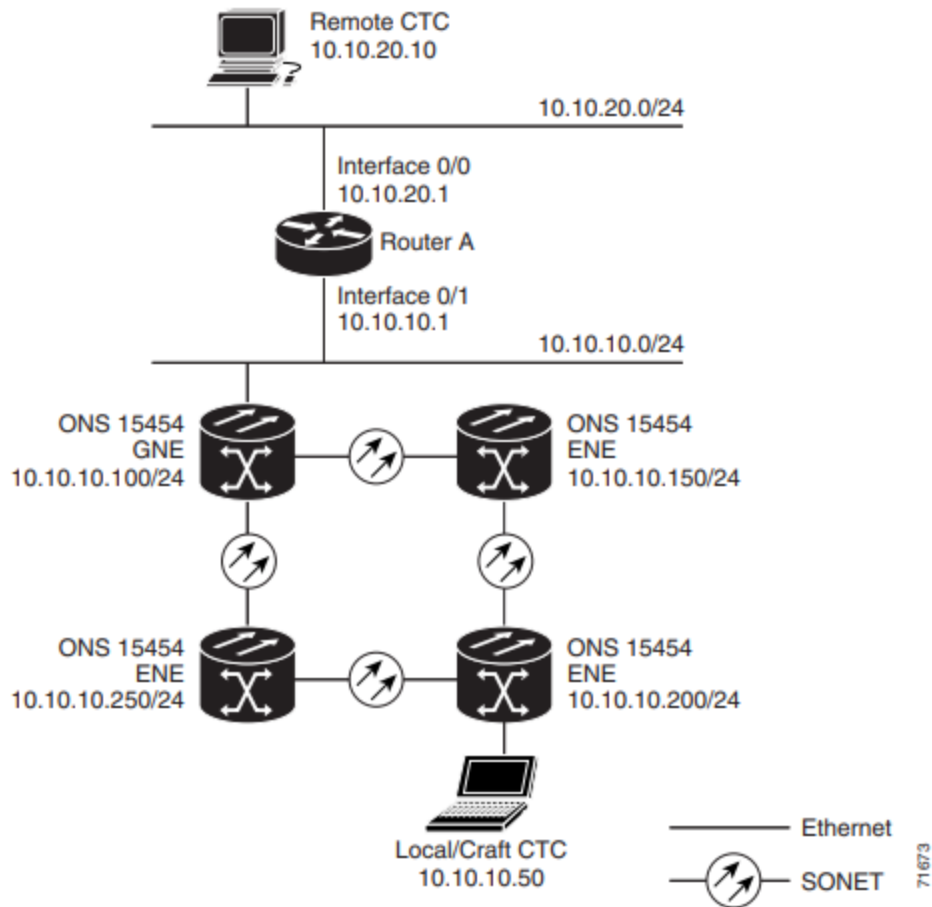 Remote CTC
10.10.20.10
10.10.20.0/24
Interface 0/0
10.10.20.1
Router A
Interface 0/1
10.10.10.1
10.10.10.0/24
ONS 15454
GNE
10.10.10.100/24
ONS 15454
ENE
10.10.10.150/24
ONS 15454
ENE
10.10.10.250/24
ONS 15454
ENE
10.10.10.200/24
Local/Craft CTC
10.10.10.50
Ethernet
SONET
71673